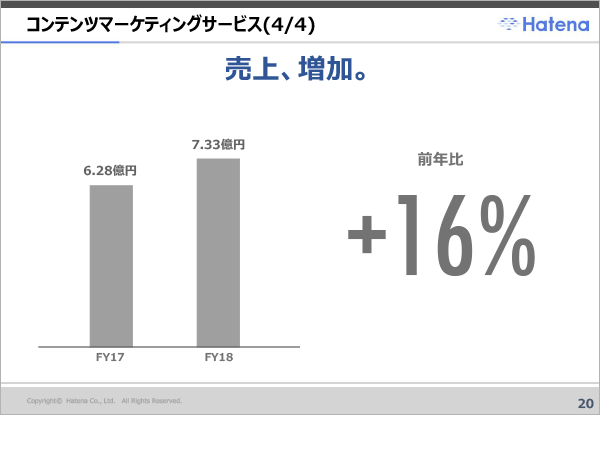 コンテンツマーケティングサービス(4/4)
Hatena
売上、増加。
7.33億円
6.28億円
前年比
+16%
FY17 FY18
Copyright© Hatena Co., Ltd. All Rights Reserved.
20